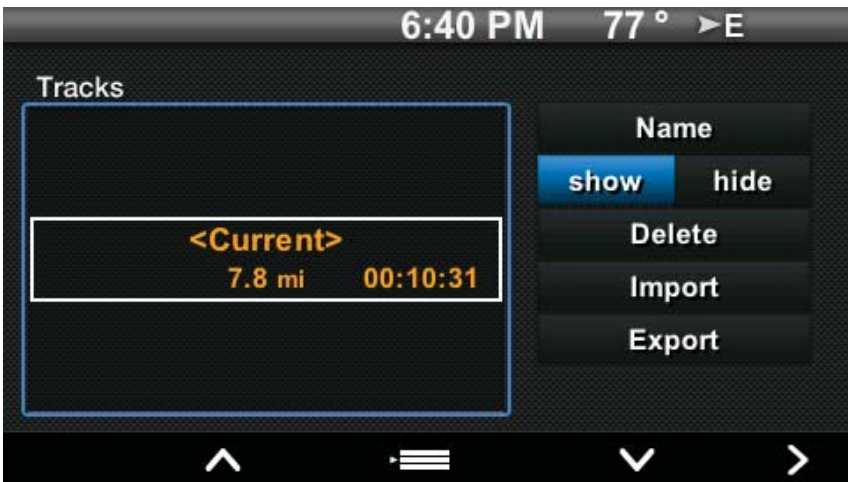 6:40 PM 77 ° E
Tracks
<Current>
7.8 mi 00:10:31
Name
show hide
Delete
Import
Export